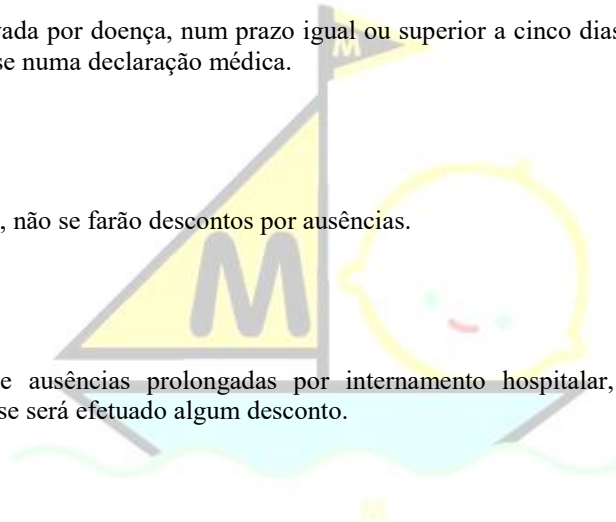 vada por doença, num prazo igual ou superior a cinco dias
se numa declaração médica.
M
, não se farão descontos por ausências.
M
e ausências prolongadas por internamento hospitalar,
se será efetuado algum desconto.
M